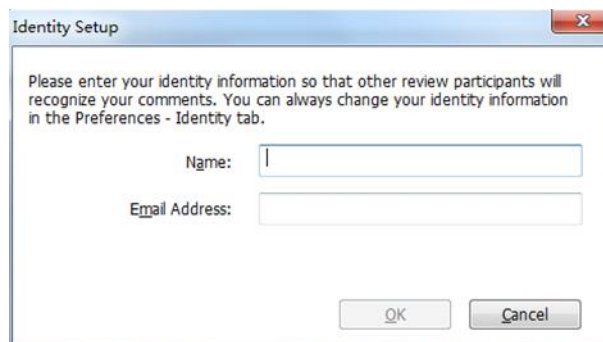 Identity Setup
Please enter your identity information so that other review participants will
recognize your comments. You can always change your identity information
in the Preferences - Identity tab.
Name:
Email Address:
OK Cancel